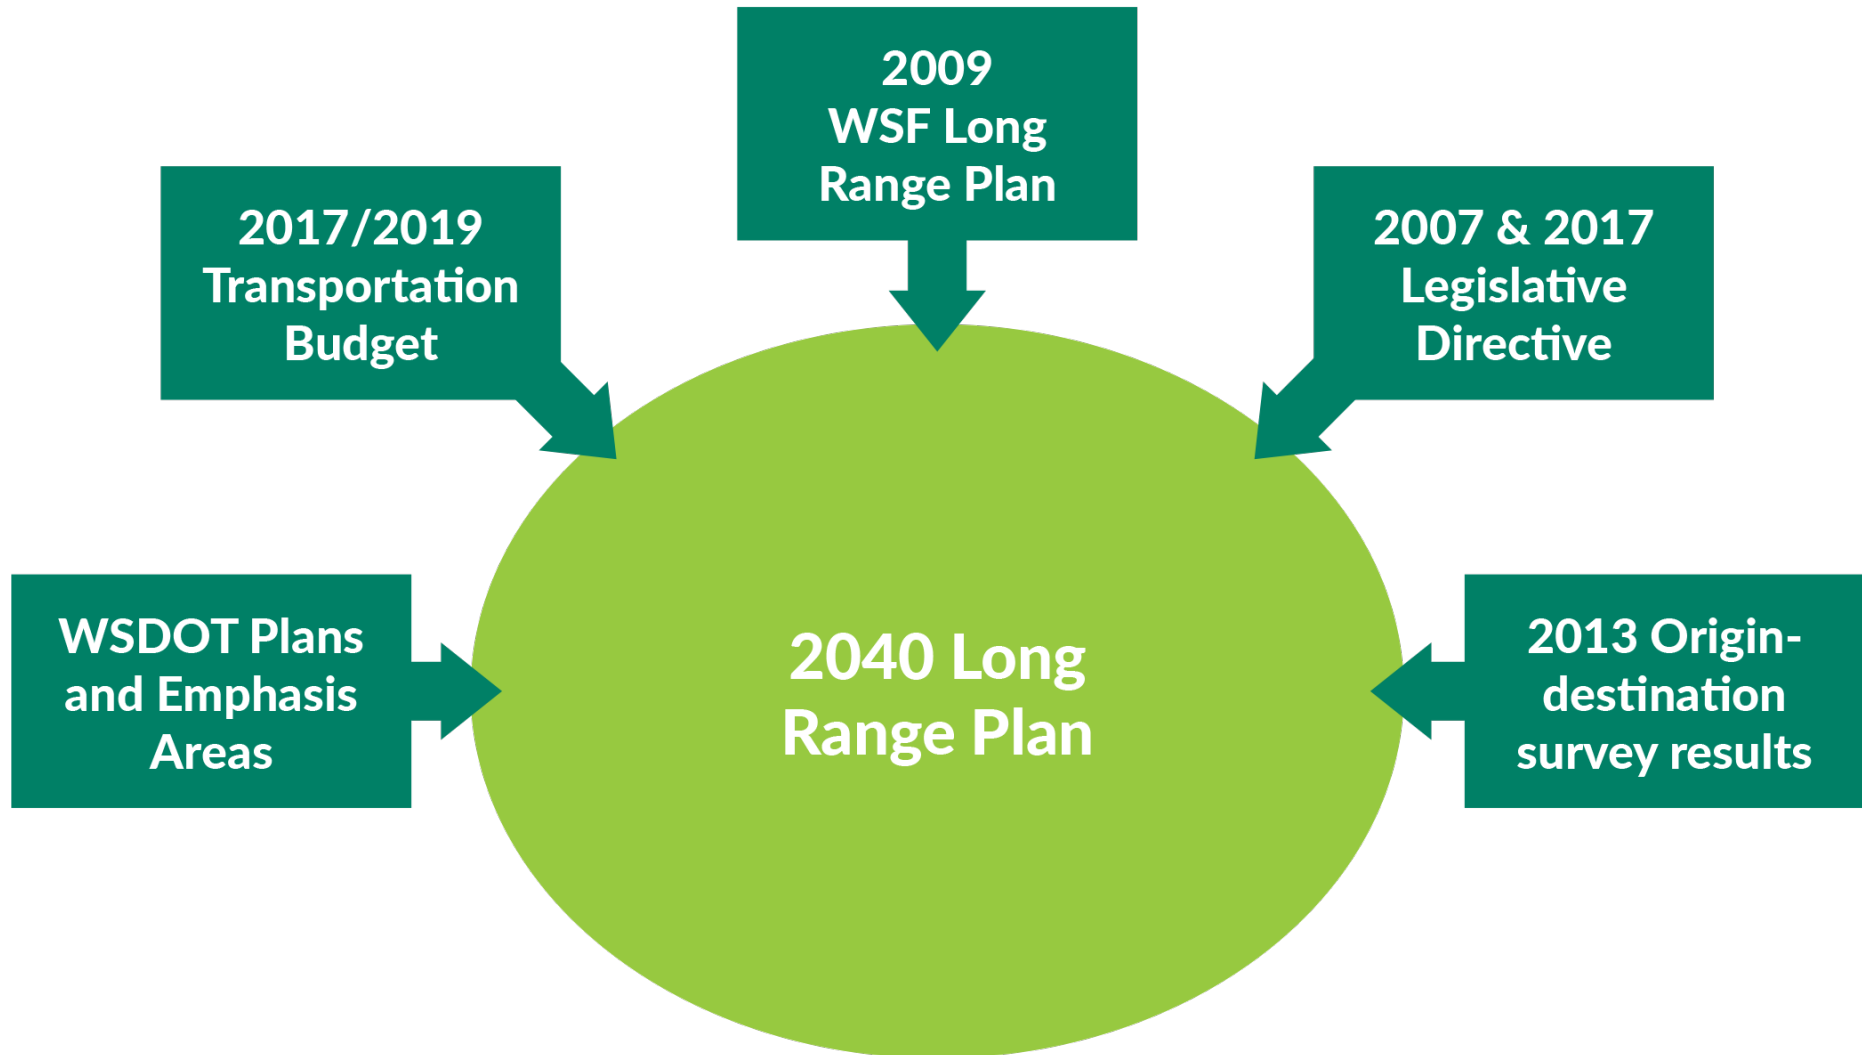 2009
WSF Long
Range Plan
2017/2019
Transportation
Budget
2007 & 2017
Legislative
Directive
WSDOT Plans
and Emphasis
Areas
2040 Long
Range Plan
2013 Origin-
destination
survey results